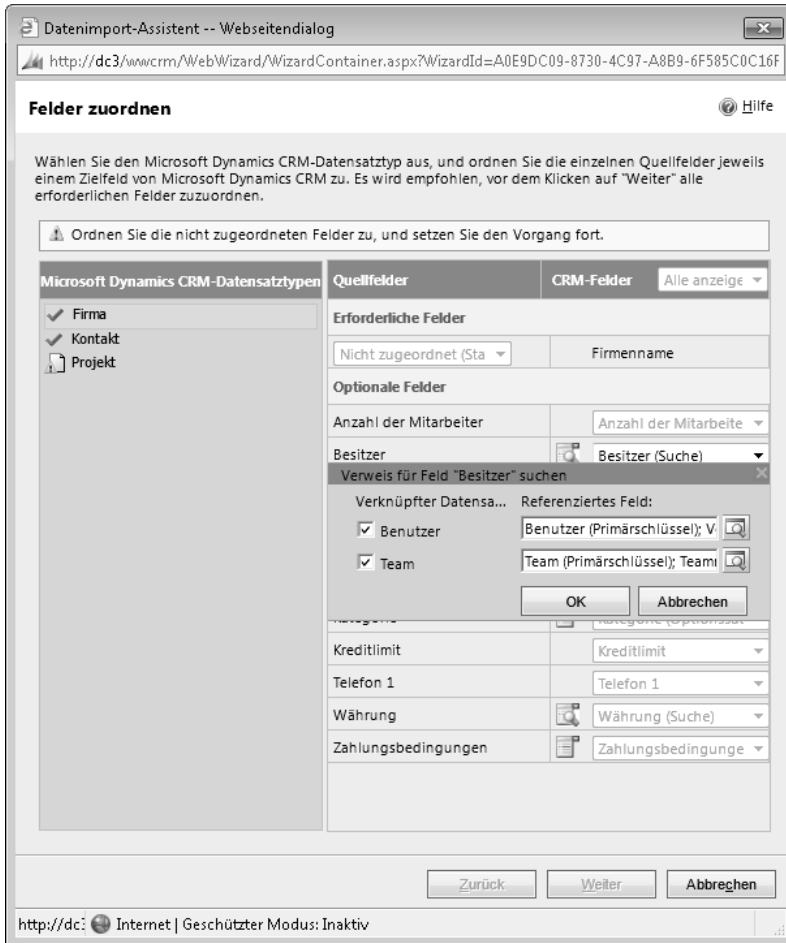 Datenimport-Assistent -- Webseitendialog
http://dc3/wwcrm/WebWizard/WizardContainer.aspx?WizardId=A0E9DC09-8730-4C97-A8B9-6F585C0C16F
Felder zuordnen
Hilfe
Wählen Sie den Microsoft Dynamics CRM-Datensatztyp aus, und ordnen Sie die einzelnen Quellfelder jeweils
einem Zielfeld von Microsoft Dynamics CRM zu. Es wird empfohlen, vor dem Klicken auf "Weiter" alle
erforderlichen Felder zuzuordnen.
Ordnen Sie die nicht zugeordneten Felder zu, und setzen Sie den Vorgang fort.
Microsoft Dynamics CRM-Datensatztypen
Firma
Kontakt
Projekt
Quellfelder CRM-Felder Alle anzeige
Erforderliche Felder
Nicht zugeordnet (Sta Firmenname
Optionale Felder
Anzahl der Mitarbeiter Anzahl der Mitarbeite
Besitzer Besitzer (Suche)
Verweis für Feld "Besitzer" suchen
Verknüpfter Datensa... Referenziertes Feld:
Benutzer Benutzer (Primärschlüssel); V
Team Team (Primärschlüssel); Team
OK Abbrechen
Kategorie Kategorie (Optionssat
Kreditlimit Kreditlimit
Telefon 1 Telefon 1
Währung Währung (Suche)
Zahlungsbedingungen Zahlungsbedingunge
Zurück Weiter Abbrechen
http://dc: Internet | Geschützter Modus: Inaktiv